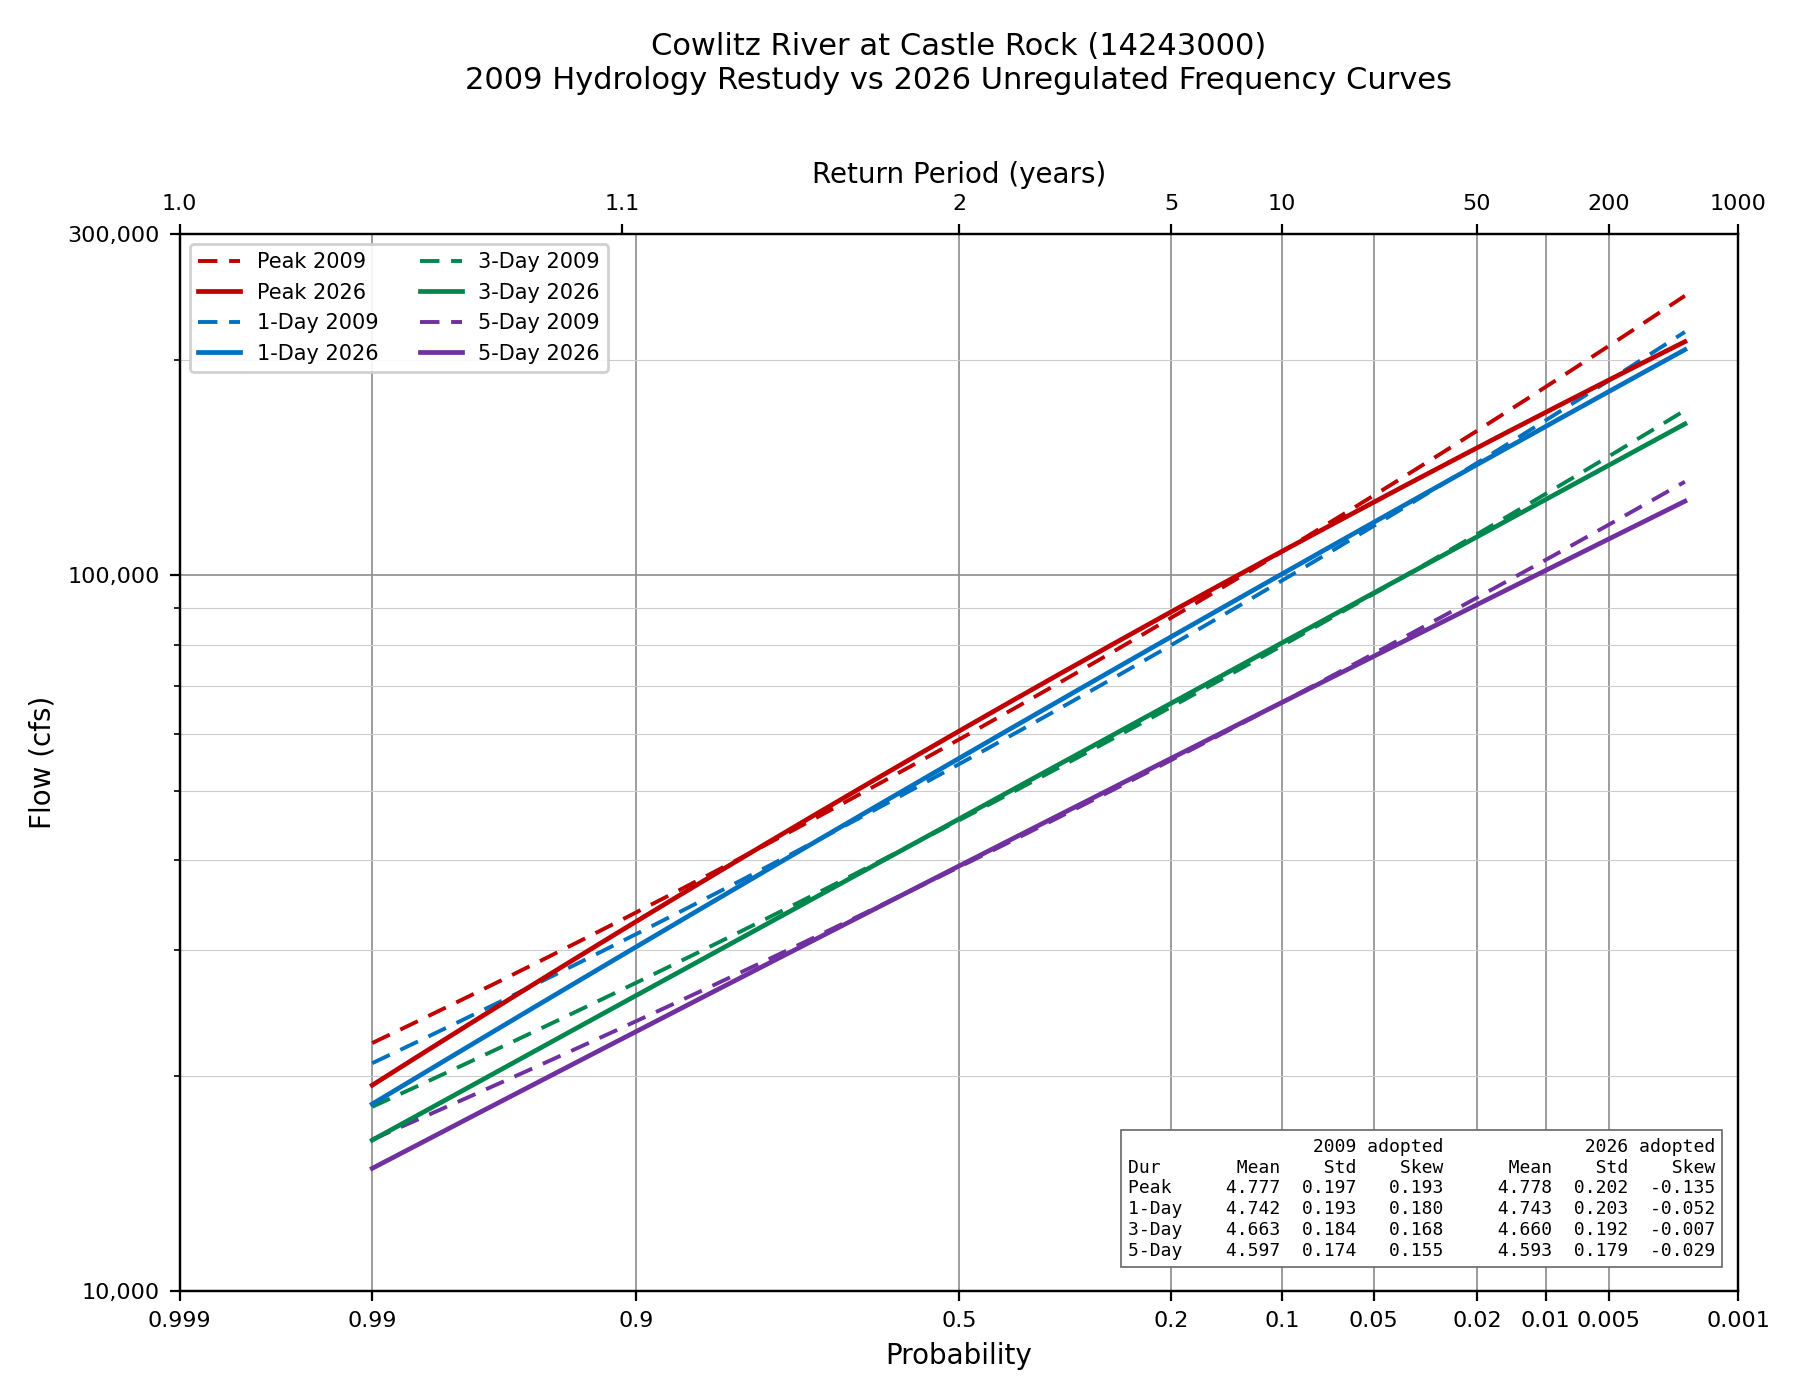 Cowlitz River at Castle Rock (14243000)
2009 Hydrology Restudy vs 2026 Unregulated Frequency Curves
Return Period (years)
1.0 1.1 2 5 10 50 200 1000
300,000
100,000
10,000
Flow (cfs)
Peak 2009 3-Day 2009
Peak 2026 3-Day 2026
1-Day 2009 5-Day 2009
1-Day 2026 5-Day 2026
2009 adopted 2026 adopted
Dur Mean Std Skew Mean Std Skew
Peak 4.777 0.197 0.193 4.778 0.202 -0.135
1-Day 4.742 0.193 0.180 4.743 0.203 -0.052
3-Day 4.663 0.184 0.168 4.660 0.192 -0.007
5-Day 4.597 0.174 0.155 4.593 0.179 -0.029
0.999 0.99 0.9 0.5 0.2 0.1 0.05 0.02 0.01 0.005 0.001
Probability